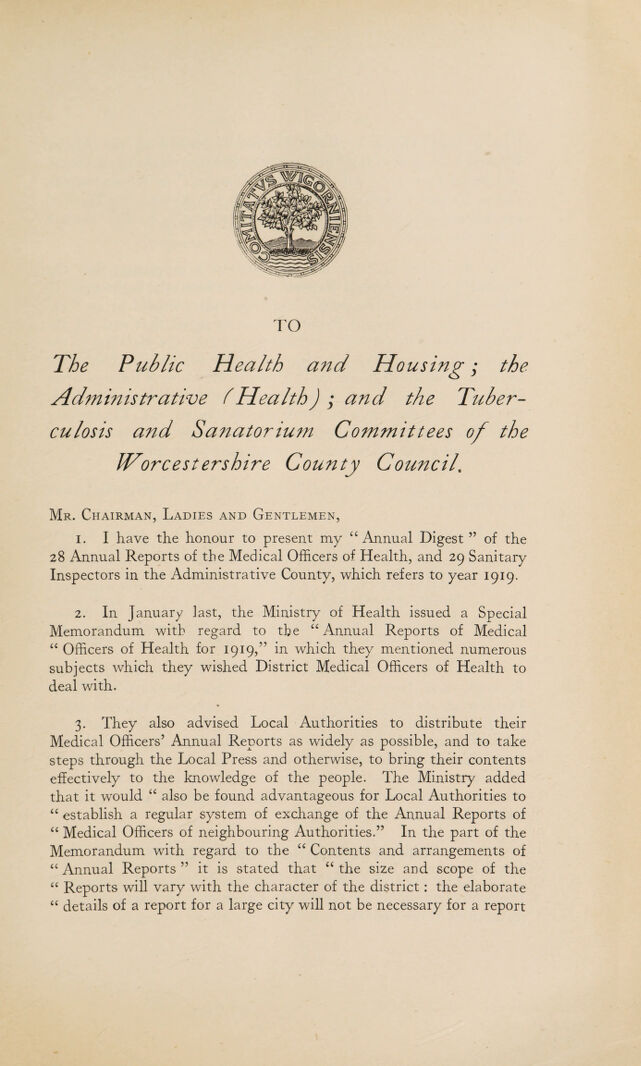 COMITATVS WIGORNIENSIS
TO
The Public Health and Housing; the
Administrative (Health); and the Tuber-
culosis and Sanatorium Committees of the
Worcestershire County Council.
Mr. Chairman, Ladies and Gentlemen,
1. I have the honour to present my “ Annual Digest ” of the
28 Annual Reports of the Medical Officers of Health, and 29 Sanitary
Inspectors in the Administrative County, which refers to year 1919.
2. In January last, the Ministry of Health issued a Special
Memorandum with regard to the “ Annual Reports of Medical
“ Officers of Health for 1919,” in which they mentioned numerous
subjects which they wished District Medical Officers of Health to
deal with.
3. They also advised Local Authorities to distribute their
Medical Officers’ Annual Reports as widely as possible, and to take
steps through the Local Press and otherwise, to bring their contents
effectively to the knowledge of the people. The Ministry added
that it would “ also be found advantageous for Local Authorities to
“ establish a regular system of exchange of the Annual Reports of
“ Medical Officers of neighbouring Authorities.” In the part of the
Memorandum with regard to the “ Contents and arrangements of
“ Annual Reports ” it is stated that “ the size and scope of the
“ Reports will vary with the character of the district : the elaborate
“ details of a report for a large city will not be necessary for a report